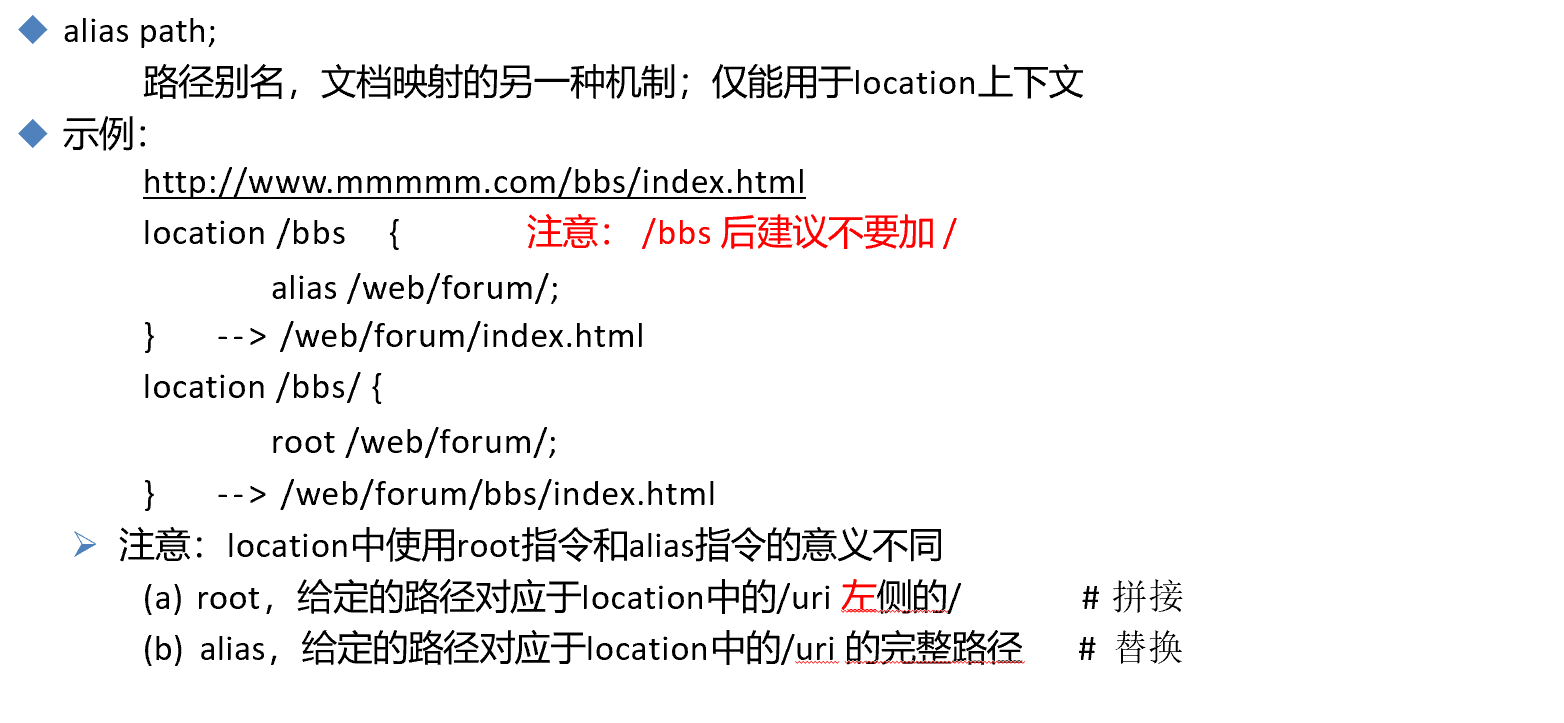 alias path;
路径别名，文档映射的另一种机制；仅能用于location上下文
示例：
http://www.mmmmm.com/bbs/index.html
location /bbs { 注意： /bbs 后建议不要加 /
alias /web/forum/;
} --> /web/forum/index.html
location /bbs/ {
root /web/forum/;
} --> /web/forum/bbs/index.html
注意：location中使用root指令和alias指令的意义不同
(a) root，给定的路径对应于location中的/uri 左侧的/ # 拼接
(b) alias，给定的路径对应于location中的/uri 的完整路径 # 替换